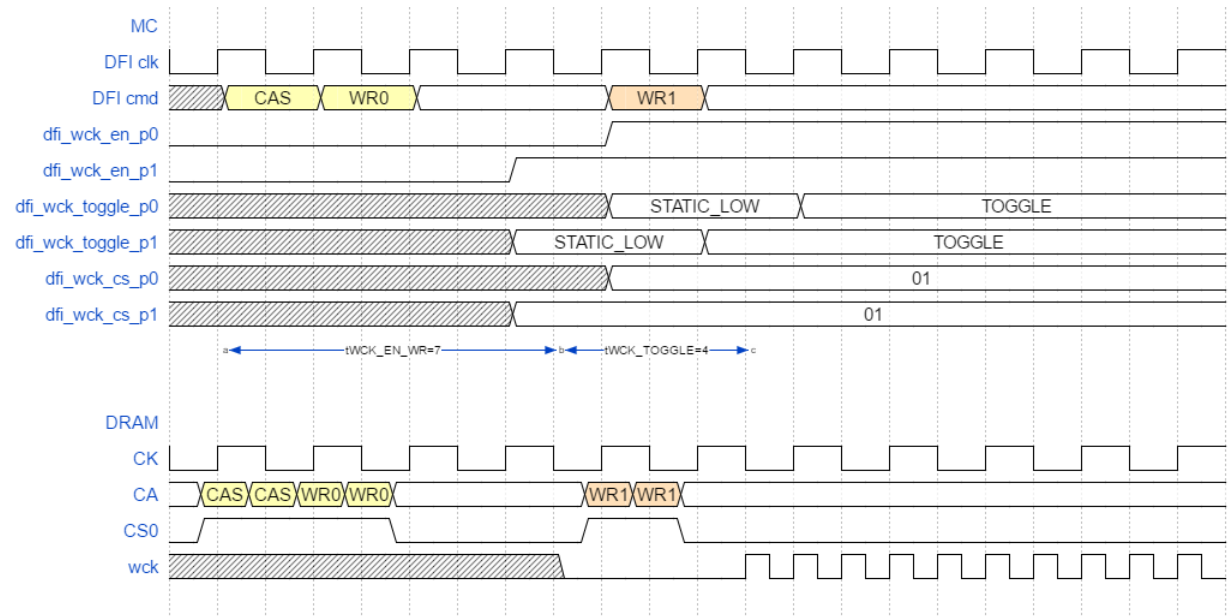 MC
DFI clk
DFI cmd CAS WR0 WR1
dfi_wck_en_p0
dfi_wck_en_p1
dfi_wck_toggle_p0 STATIC_LOW TOGGLE
dfi_wck_toggle_p1 STATIC_LOW TOGGLE
dfi_wck_cs_p0 01
dfi_wck_cs_p1 01
a tWCK_EN_WR=7 b tWCK_TOGGLE=4 c
DRAM
CK
CA CAS CAS WR0 WR0 WR1 WR1
CS0
wck